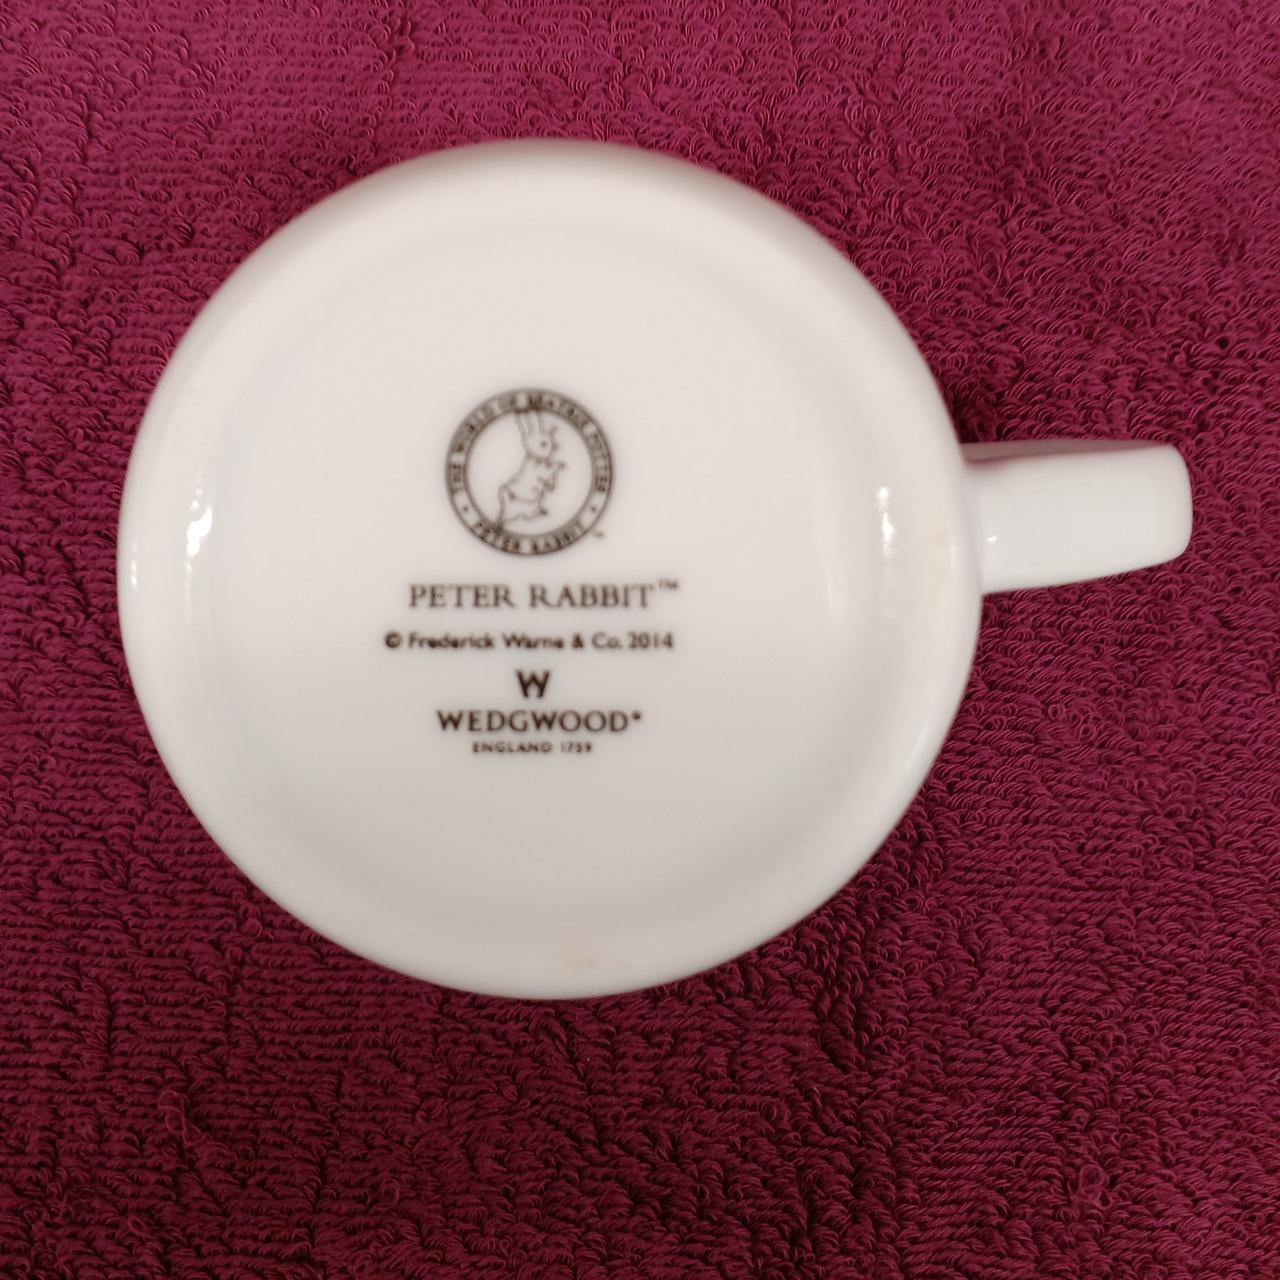 THE WORLD OF BEATRIX POTTER
• PETER RABBIT • ™
PETER RABBIT™
© Frederick Warne & Co. 2014
W
WEDGWOOD®
ENGLAND 1759